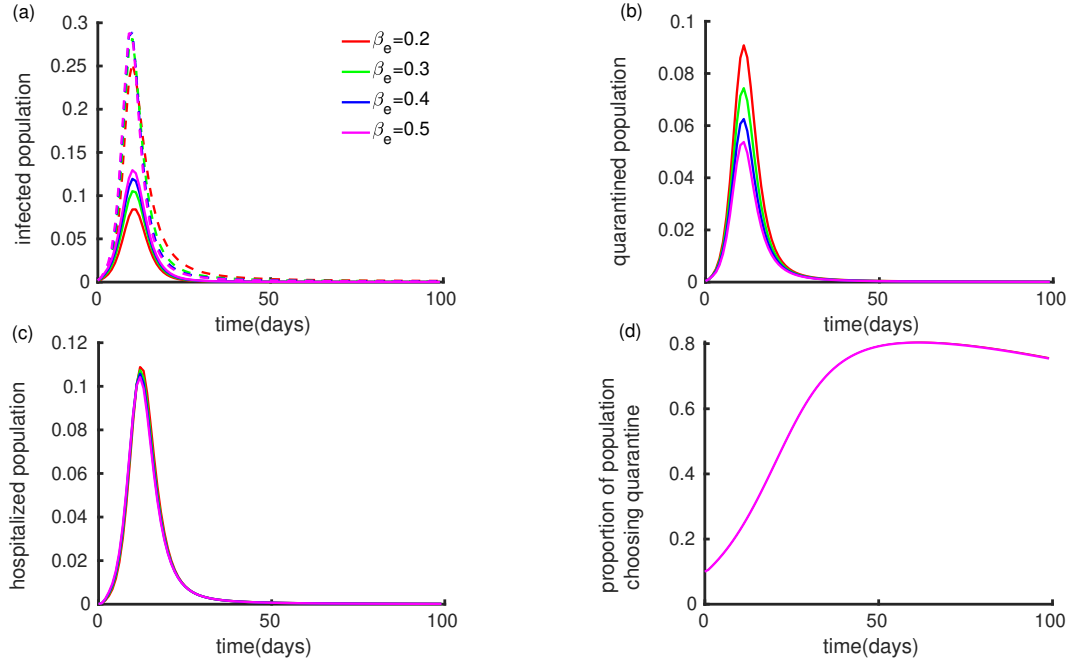 (a)
0.3
0.25
0.2
0.15
0.1
0.05
0
0
50
100
infected population
time(days)
β_e=0.2
β_e=0.3
β_e=0.4
β_e=0.5
(b)
0.1
0.08
0.06
0.04
0.02
0
0
50
100
quarantined population
time(days)
(c)
0.12
0.1
0.08
0.06
0.04
0.02
0
0
50
100
hospitalized population
time(days)
(d)
0.8
0.6
0.4
0.2
0
0
50
100
proportion of population
choosing quarantine
time(days)